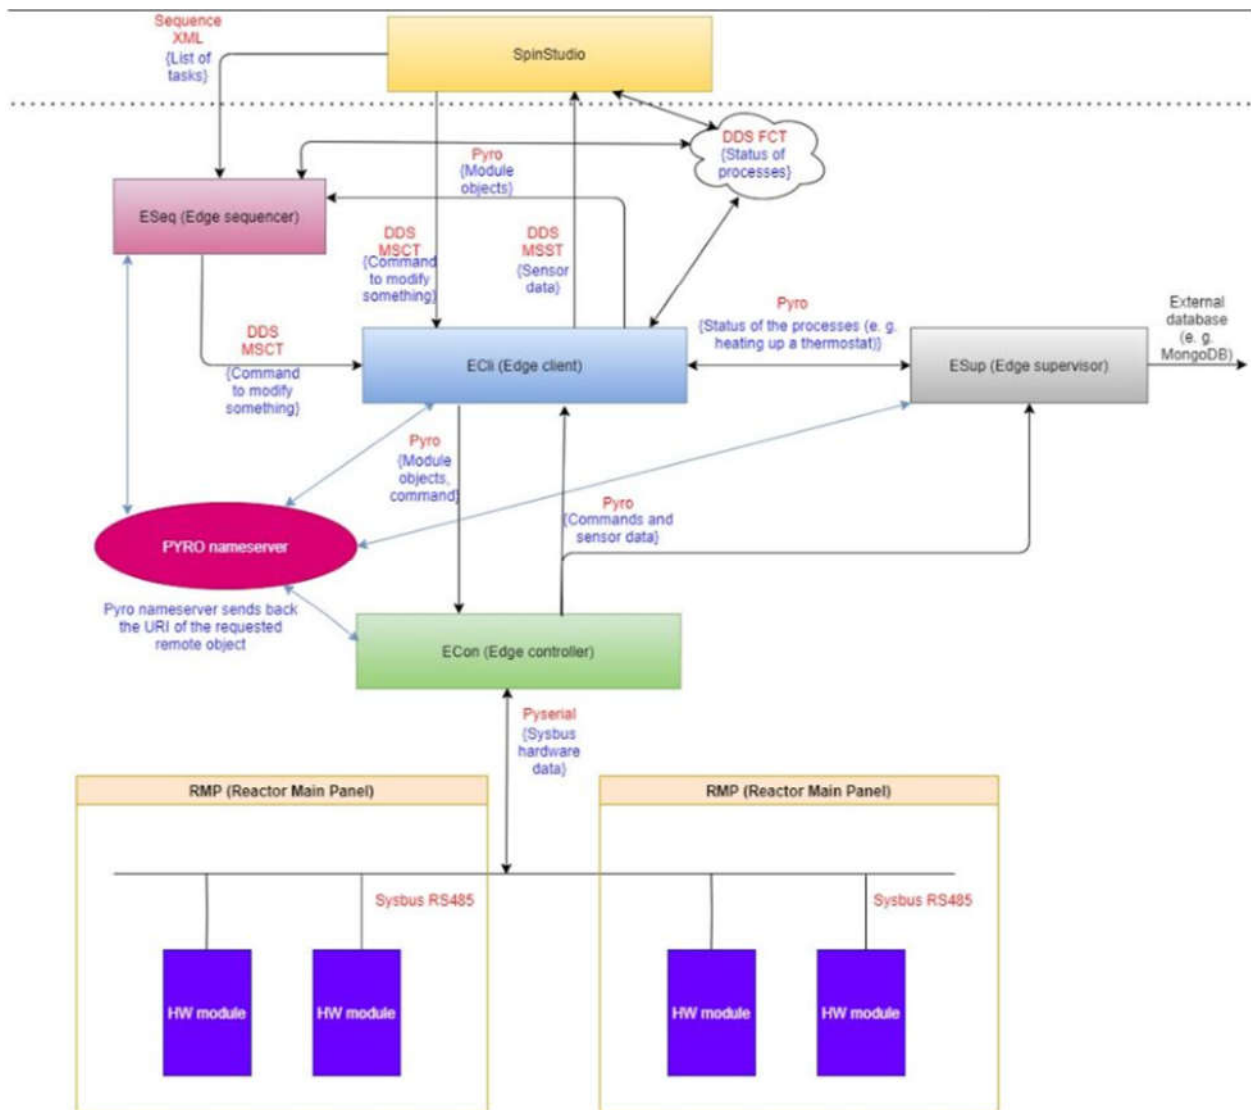 Sequence
XML
{List of
tasks}
SpinStudio
DDS FCT
{Status of
processes}
Pyro
{Module
objects}
ESeq (Edge sequencer)
DDS
MSCT
{Command
to modify
something}
DDS
MSST
{Sensor
data}
DDS
MSCT
{Command
to modify
something}
Pyro
{Status of the processes (e. g.
heating up a thermostat)}
External
database
(e. g.
MongoDB)
ECli (Edge client)
ESup (Edge supervisor)
Pyro
{Module
objects,
command}
Pyro
{Commands and
sensor data}
PYRO nameserver
Pyro nameserver sends back
the URI of the requested
remote object
ECon (Edge controller)
Pyserial
{Sysbus
hardware
data}
RMP (Reactor Main Panel)
RMP (Reactor Main Panel)
Sysbus RS485
Sysbus RS485
HW module
HW module
HW module
HW module